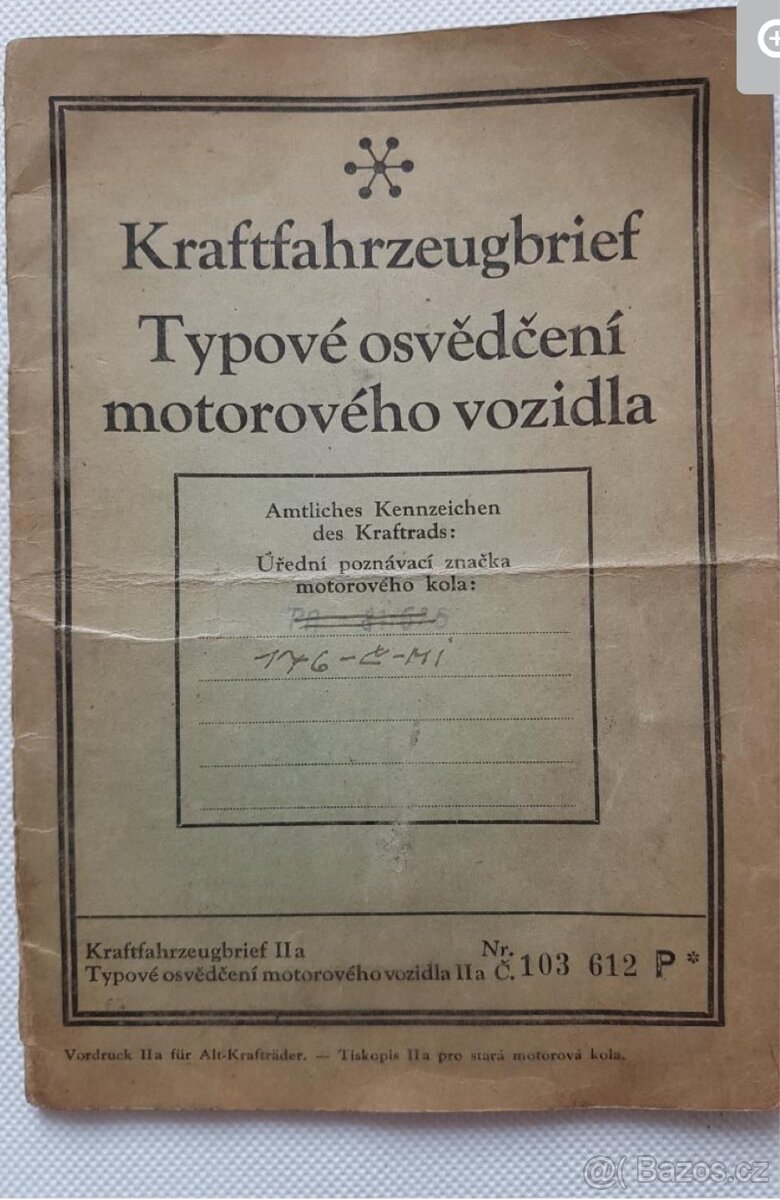 Kraftfahrzeugbrief
Typové osvědčení
motorového vozidla
Amtliches Kennzeichen
des Kraftrads:
Úřední poznávací značka
motorového kola:
176-Č-MI
Kraftfahrzeugbrief IIa
Typové osvědčení motorového vozidla IIa
Nr.
Č. 103 612 P*
Vordruck IIa für Alt-Krafträder. — Tiskopis IIa pro stará motorová kola.
@( Bazos.cz